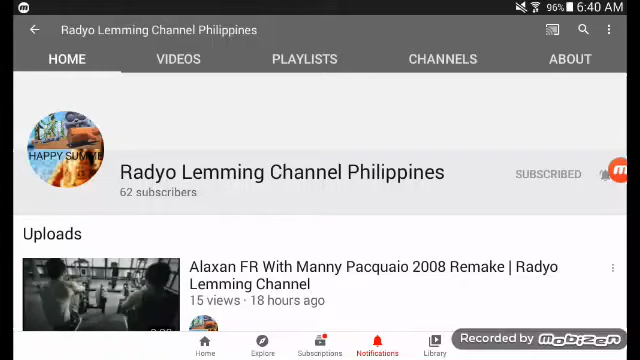 96% 6:40 AM
Radyo Lemming Channel Philippines
HOME VIDEOS PLAYLISTS CHANNELS ABOUT
HAPPY SUMME
Radyo Lemming Channel Philippines
62 subscribers
SUBSCRIBED
Uploads
Alaxan FR With Manny Pacquaio 2008 Remake | Radyo
Lemming Channel
15 views · 18 hours ago
Home Explore Subscriptions Notifications Library
Recorded by MOBIZEN